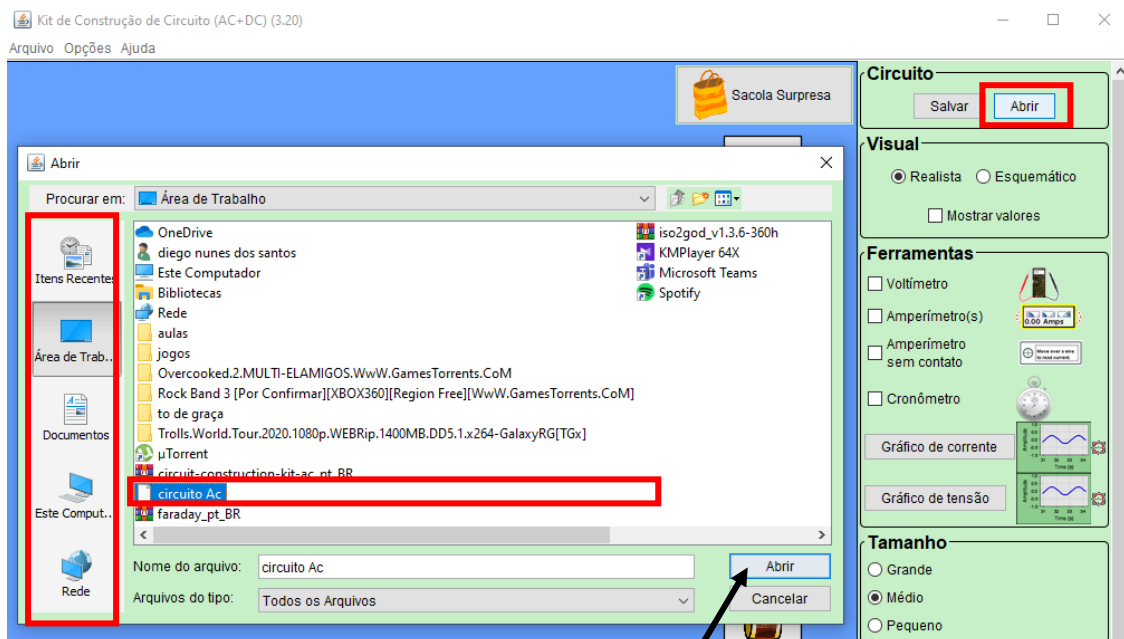 Kit de Construção de Circuito (AC+DC) (3.20)
Arquivo Opções Ajuda
Sacola Surpresa
Circuito
Salvar
Abrir
Visual
Realista
Esquemático
Mostrar valores
Ferramentas
Voltímetro
Amperímetro(s)
0.00 Amps
Amperímetro
sem contato
Cronômetro
Gráfico de corrente
Gráfico de tensão
Tamanho
Grande
Médio
Pequeno
Abrir
Procurar em:
Área de Trabalho
Itens Recentes
Área de Trab..
Documentos
Este Comput..
Rede
OneDrive
diego nunes dos santos
Este Computador
Bibliotecas
Rede
aulas
jogos
Overcooked.2.MULTI-ELAMIGOS.WwW.GamesTorrents.CoM
Rock Band 3 [Por Confirmar][XBOX360][Region Free][WwW.GamesTorrents.CoM]
to de graça
Trolls.World.Tour.2020.1080p.WEBRip.1400MB.DD5.1.x264-GalaxyRG[TGx]
µTorrent
circuit-construction-kit-ac_pt_BR
circuito Ac
faraday_pt_BR
iso2god_v1.3.6-360h
KMPlayer 64X
Microsoft Teams
Spotify
Nome do arquivo:
circuito Ac
Abrir
Arquivos do tipo:
Todos os Arquivos
Cancelar